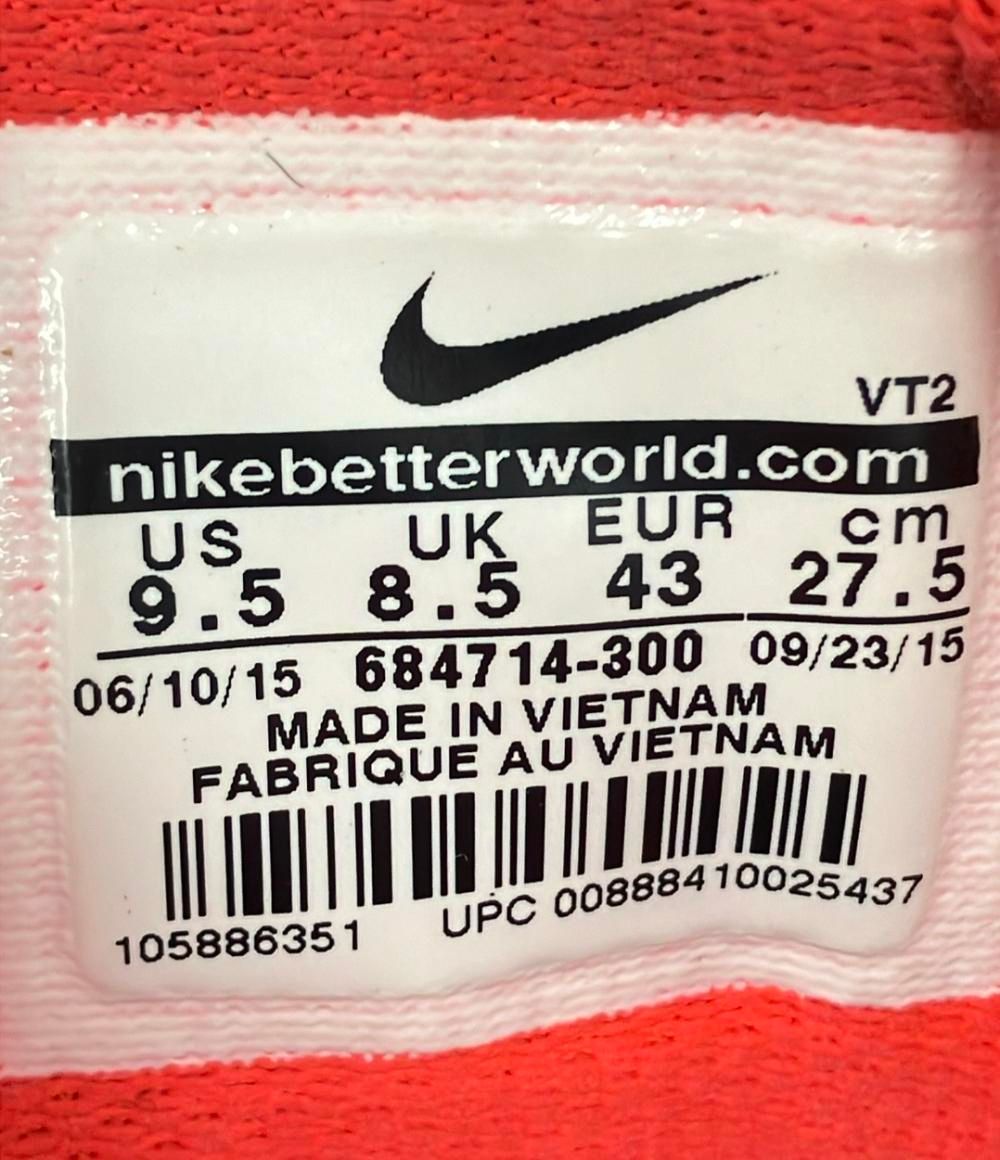 VT2
nikebetterworld.com
US UK EUR cm
9.5 8.5 43 27.5
06/10/15 684714-300 09/23/15
MADE IN VIETNAM
FABRIQUE AU VIETNAM
105886351 UPC 00888410025437